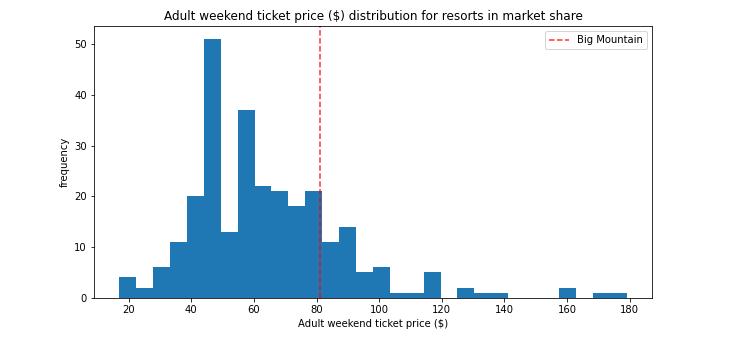 Adult weekend ticket price ($) distribution for resorts in market share
Big Mountain
50
40
30
20
10
0
frequency
20 40 60 80 100 120 140 160 180
Adult weekend ticket price ($)